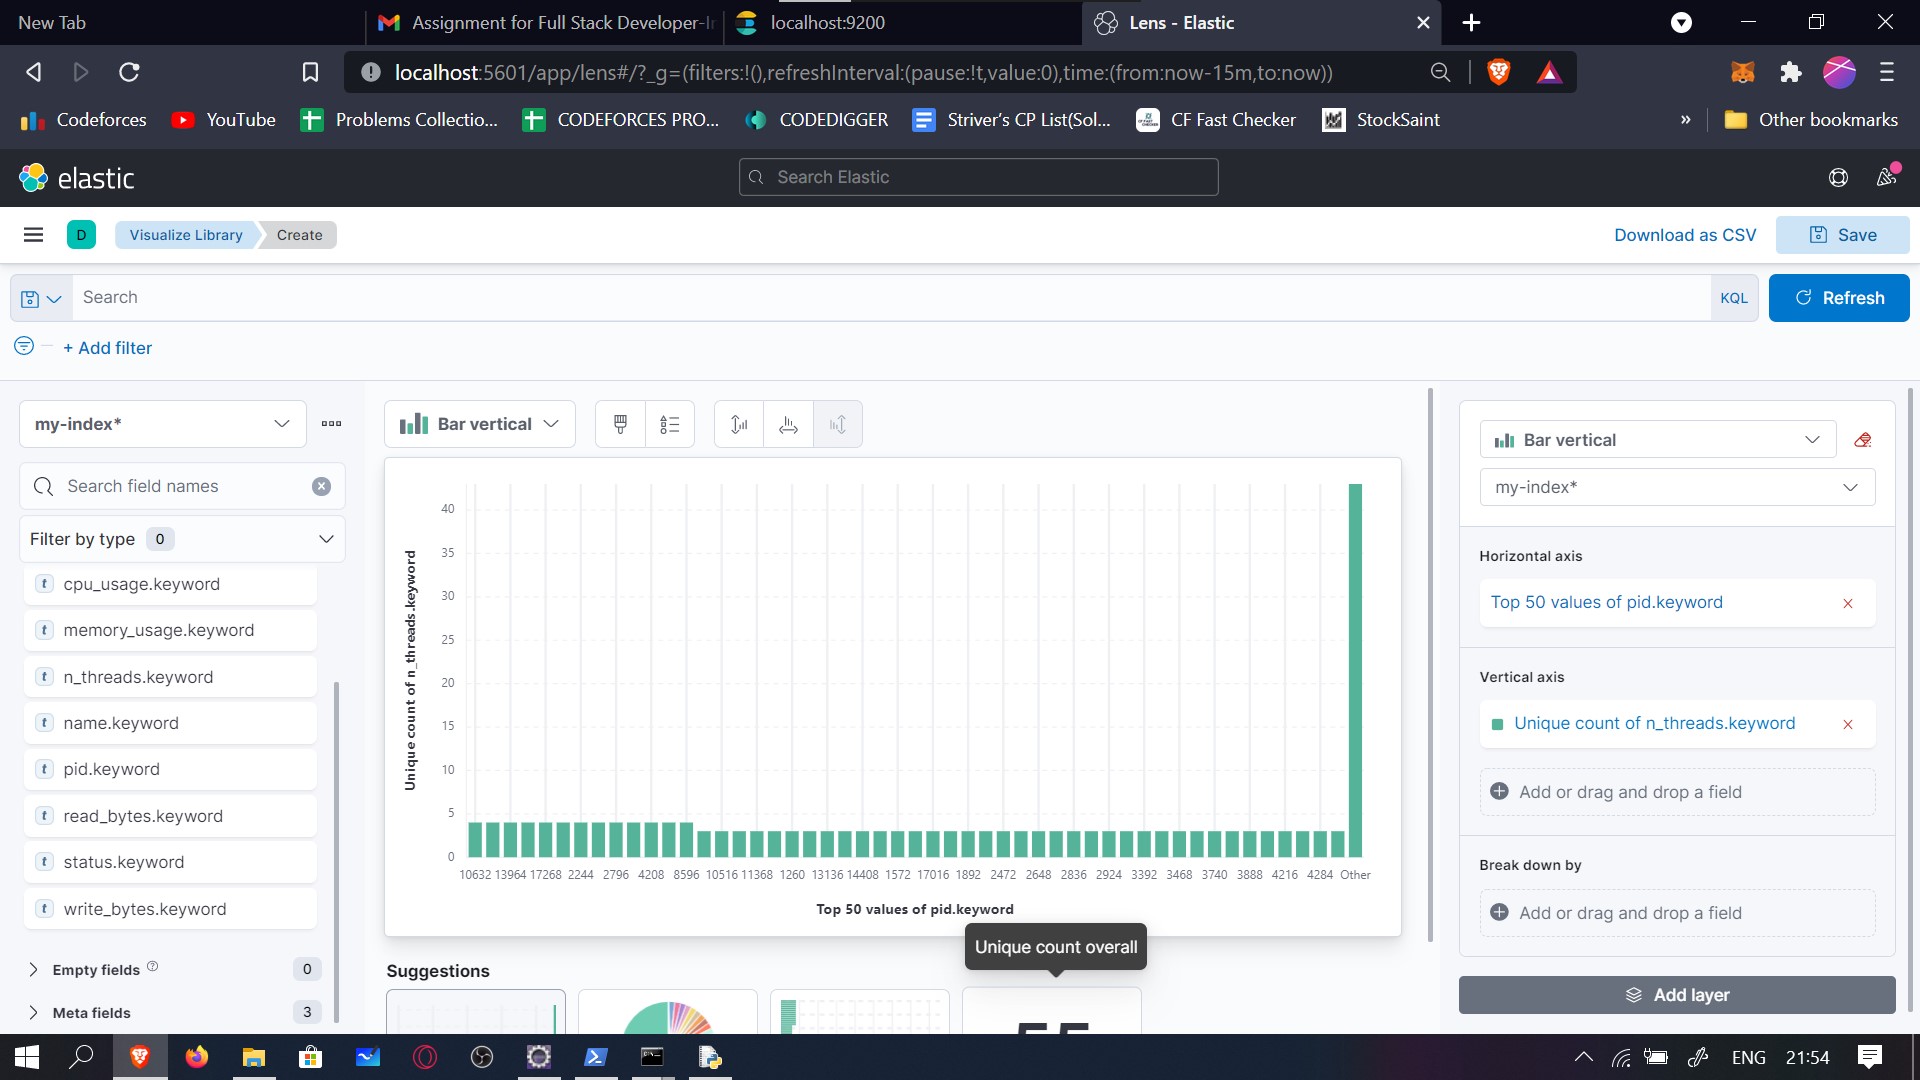 New Tab
Assignment for Full Stack Developer-In
localhost:9200
Lens - Elastic
localhost:5601/app/lens#/?_g=(filters:!(),refreshInterval:(pause:!t,value:0),time:(from:now-15m,to:now))
Codeforces
YouTube
Problems Collectio...
CODEFORCES PRO...
CODEDIGGER
Striver's CP List(Sol...
CF Fast Checker
StockSaint
»
Other bookmarks
elastic
Search Elastic
D
Visualize Library
Create
Download as CSV
Save
Search
KQL
Refresh
+ Add filter
my-index*
Search field names
Filter by type 0
t cpu_usage.keyword
t memory_usage.keyword
t n_threads.keyword
t name.keyword
t pid.keyword
t read_bytes.keyword
t status.keyword
t write_bytes.keyword
Empty fields ? 0
Meta fields 3
Bar vertical
Unique count of n_threads.keyword
40
35
30
25
20
15
10
5
0
10632 13964 17268 2244 2796 4208 8596 10516 11368 1260 13136 14408 1572 17016 1892 2472 2648 2836 2924 3392 3468 3740 3888 4216 4284 Other
Top 50 values of pid.keyword
Unique count overall
Suggestions
55
Bar vertical
my-index*
Horizontal axis
Top 50 values of pid.keyword
Vertical axis
Unique count of n_threads.keyword
Add or drag and drop a field
Break down by
Add or drag and drop a field
Add layer
ENG
21:54